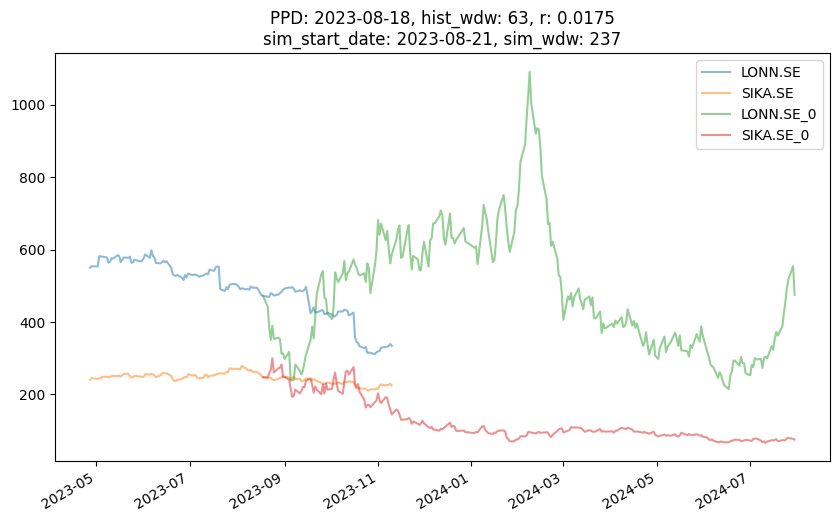 PPD: 2023-08-18, hist_wdw: 63, r: 0.0175
sim_start_date: 2023-08-21, sim_wdw: 237
LONN.SE
SIKA.SE
LONN.SE_0
SIKA.SE_0
1000
800
600
400
200
2023-05
2023-07
2023-09
2023-11
2024-01
2024-03
2024-05
2024-07